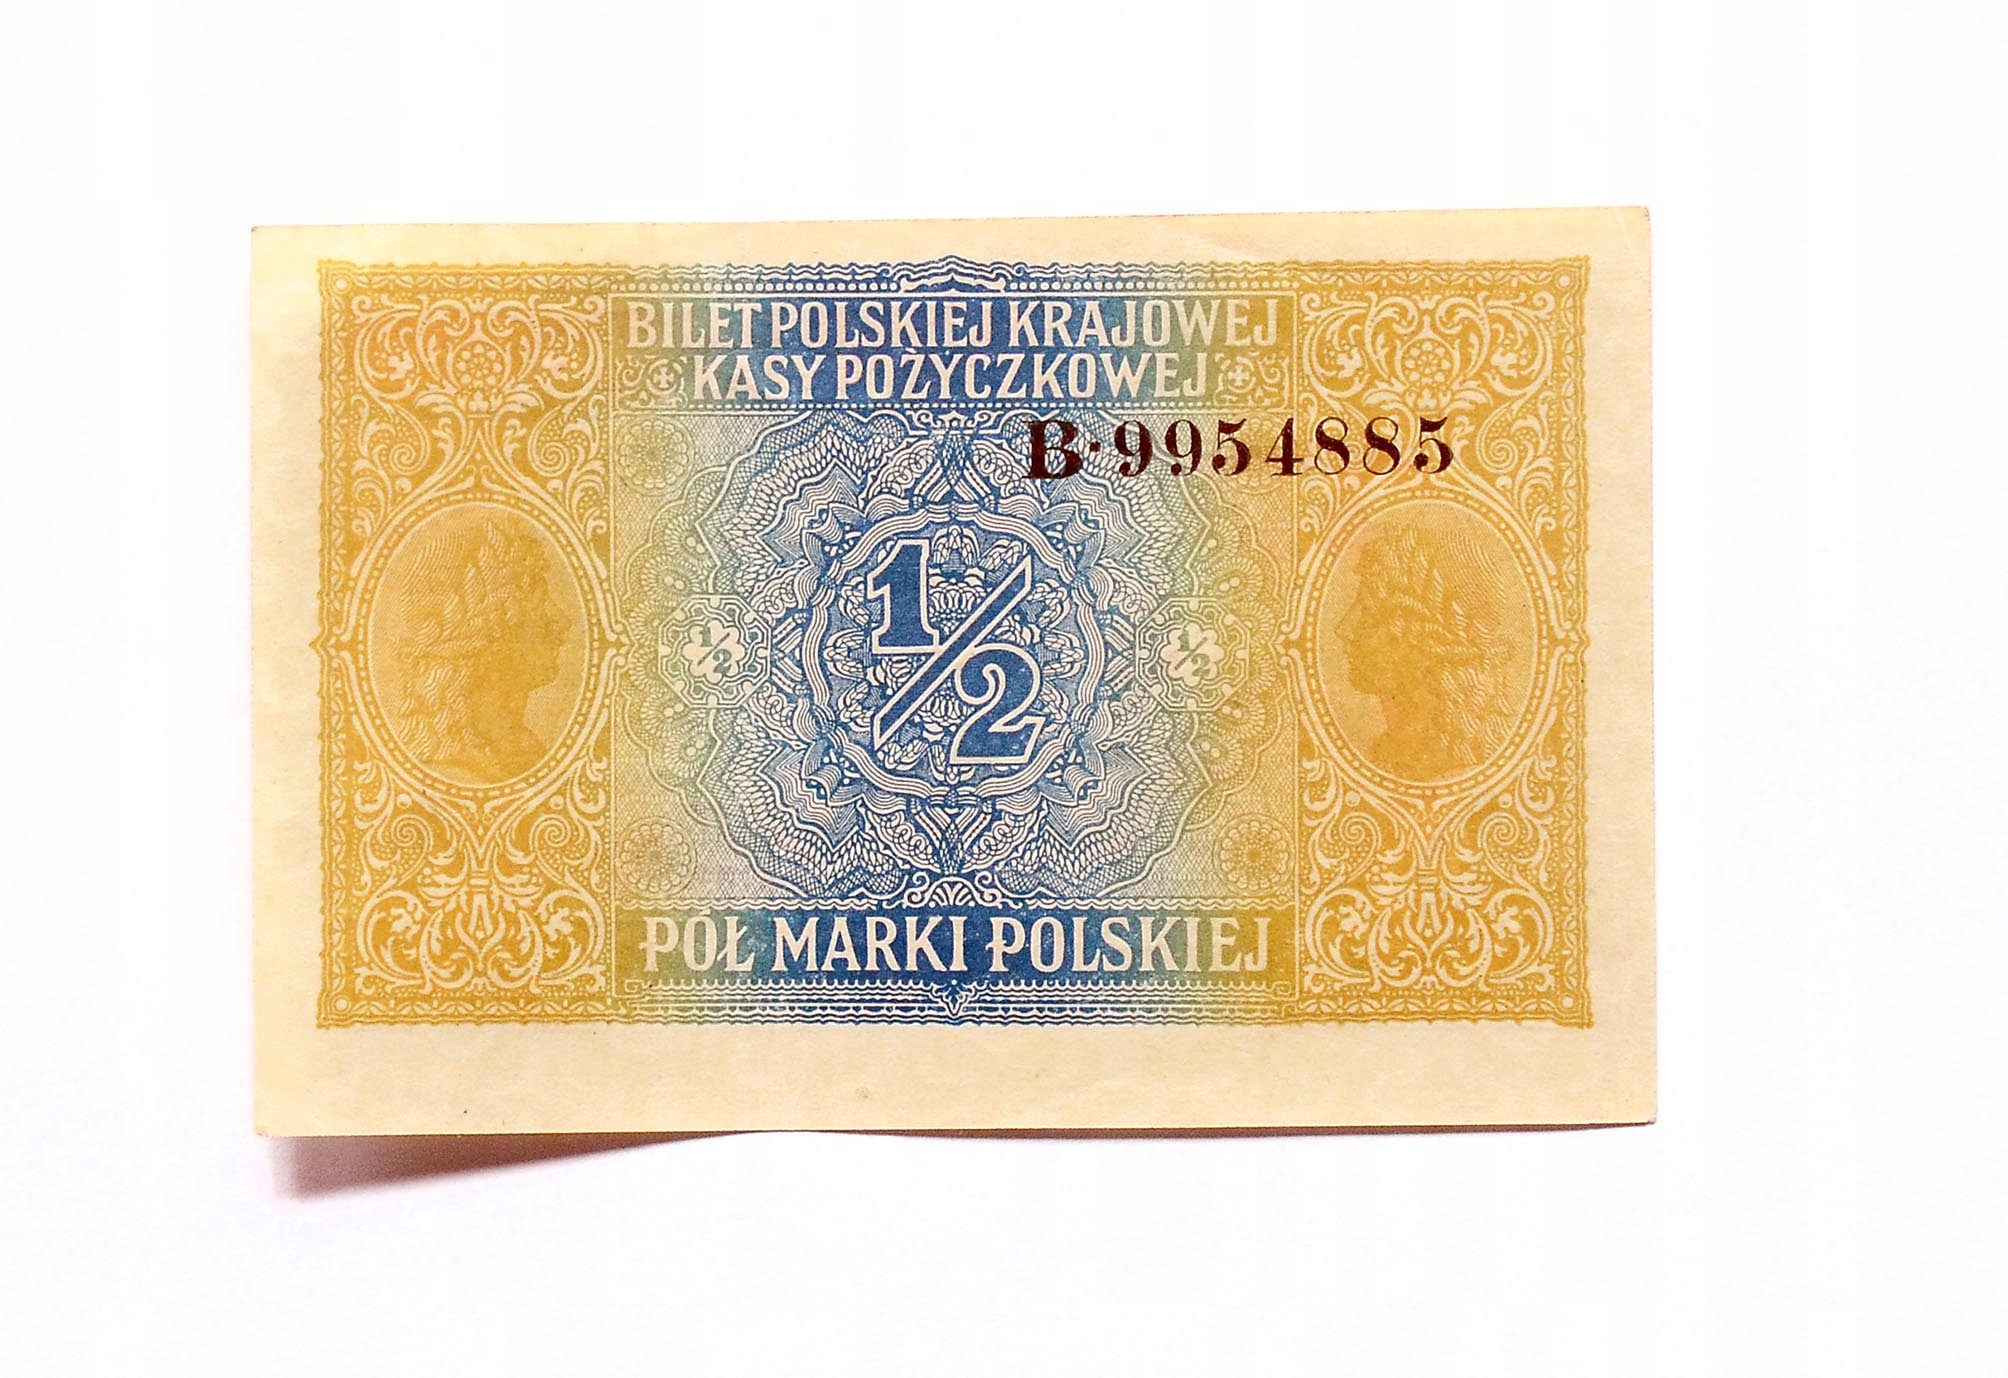 BILET POLSKIEJ KRAJOWEJ
KASY POŻYCZKOWEJ
B·9954885
1/2
1/2
1/2
PÓŁ MARKI POLSKIEJ